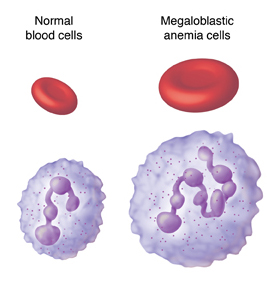 Normal
blood cells
Megaloblastic
anemia cells